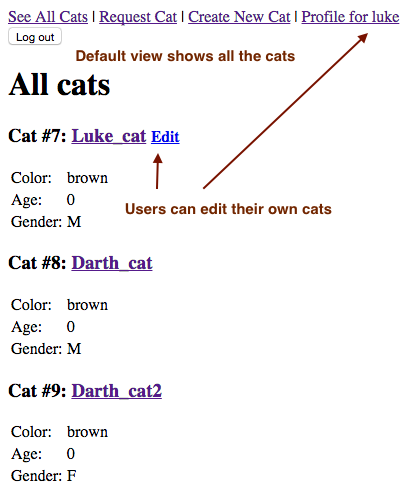 See All Cats | Request Cat | Create New Cat | Profile for luke
Log out
Default view shows all the cats
All cats
Cat #7: Luke_cat Edit
Color: brown
Age: 0
Gender: M
Users can edit their own cats
Cat #8: Darth_cat
Color: brown
Age: 0
Gender: M
Cat #9: Darth_cat2
Color: brown
Age: 0
Gender: F